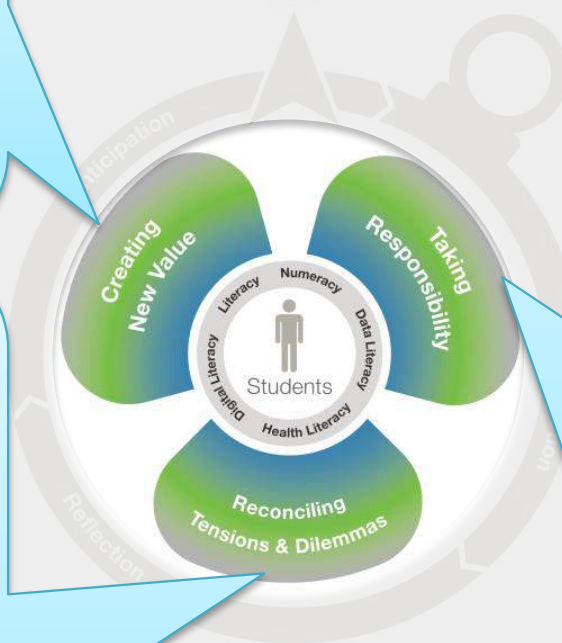 Creating
New Value
Taking
Responsibility
Literacy
Numeracy
Data Literacy
Health Literacy
Digital Literacy
Students
Reconciling
Tensions & Dilemmas
Reflection